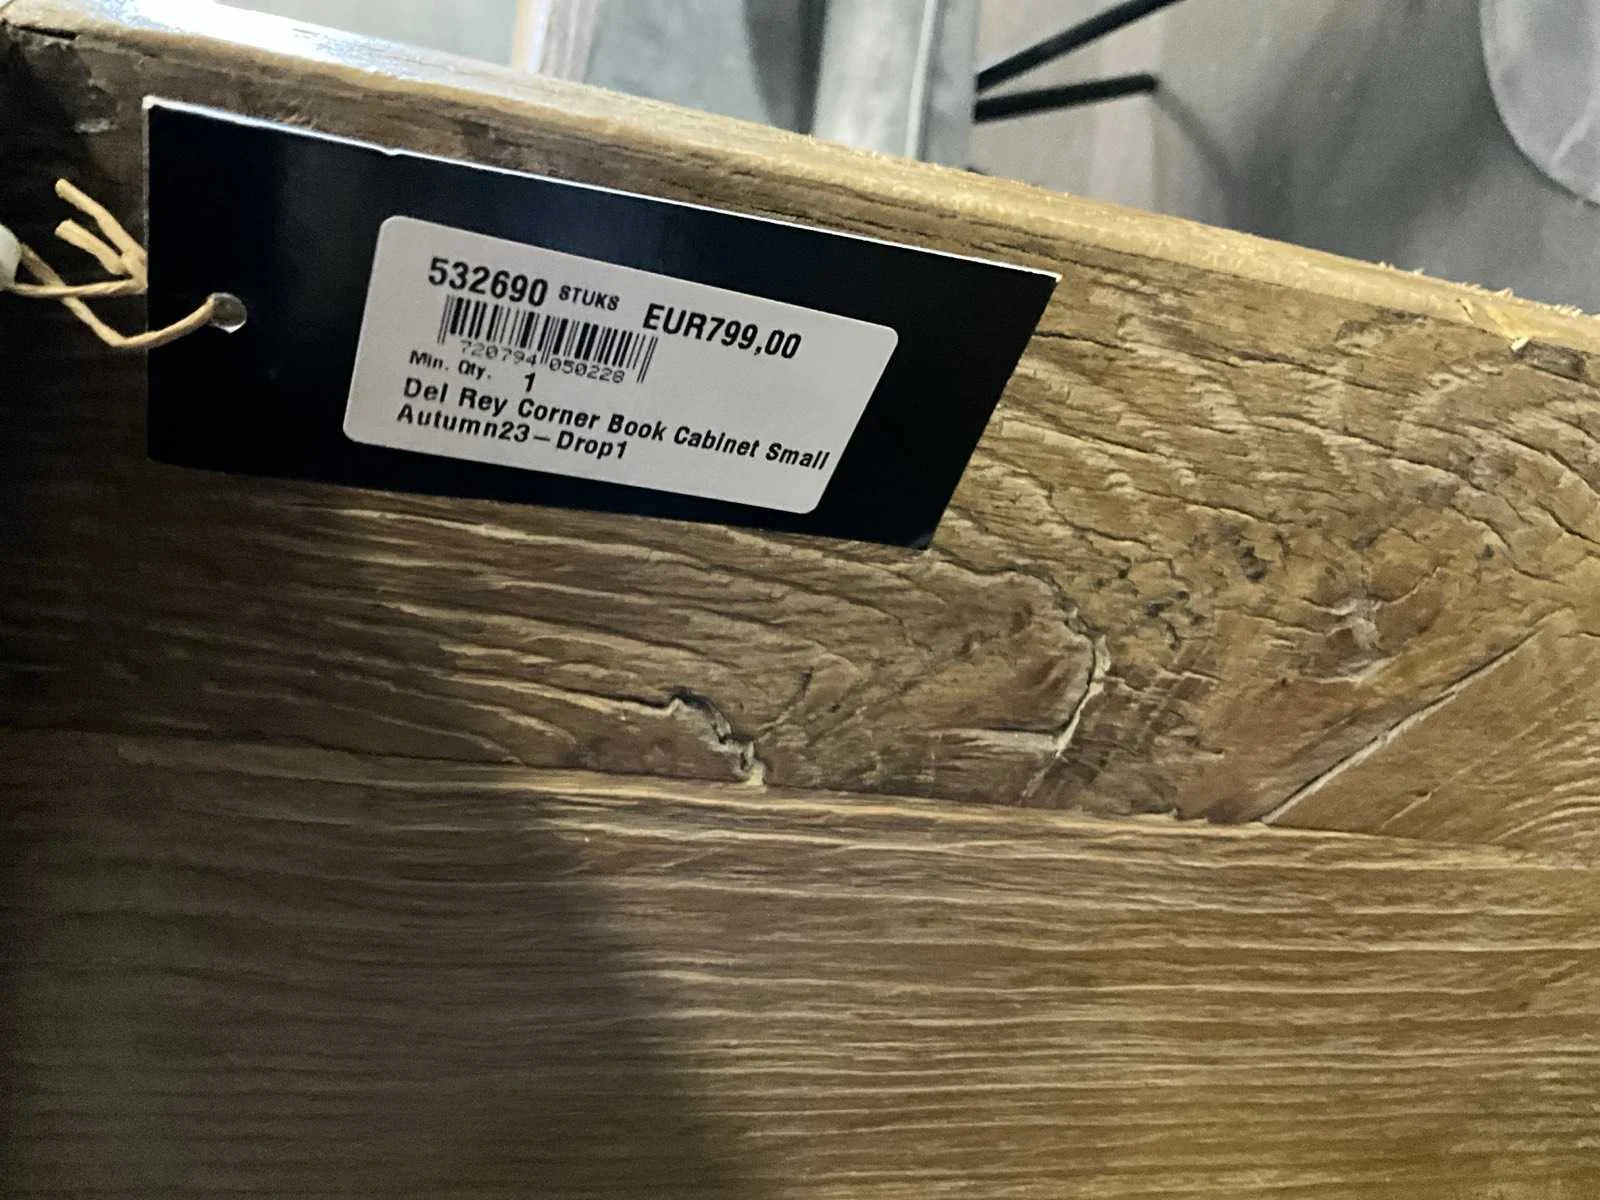 532690 STUKS EUR799,00
720794 050228
Min. Qty. 1
Del Rey Corner Book Cabinet Small
Autumn23-Drop1